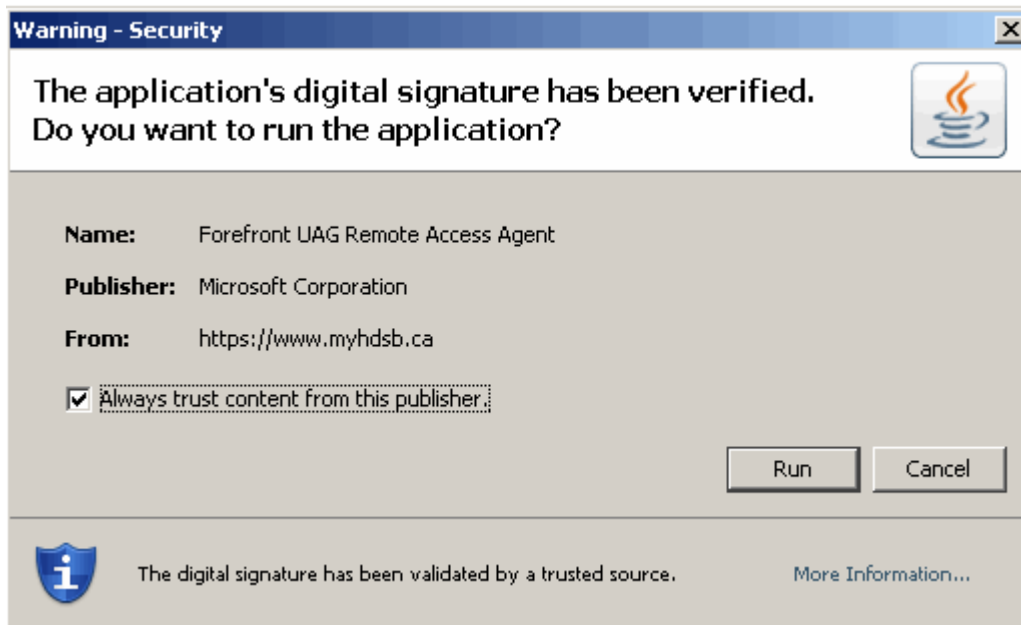 Warning - Security
The application's digital signature has been verified.
Do you want to run the application?
Name: Forefront UAG Remote Access Agent
Publisher: Microsoft Corporation
From: https://www.myhdsb.ca
Always trust content from this publisher.
Run Cancel
The digital signature has been validated by a trusted source. More Information...